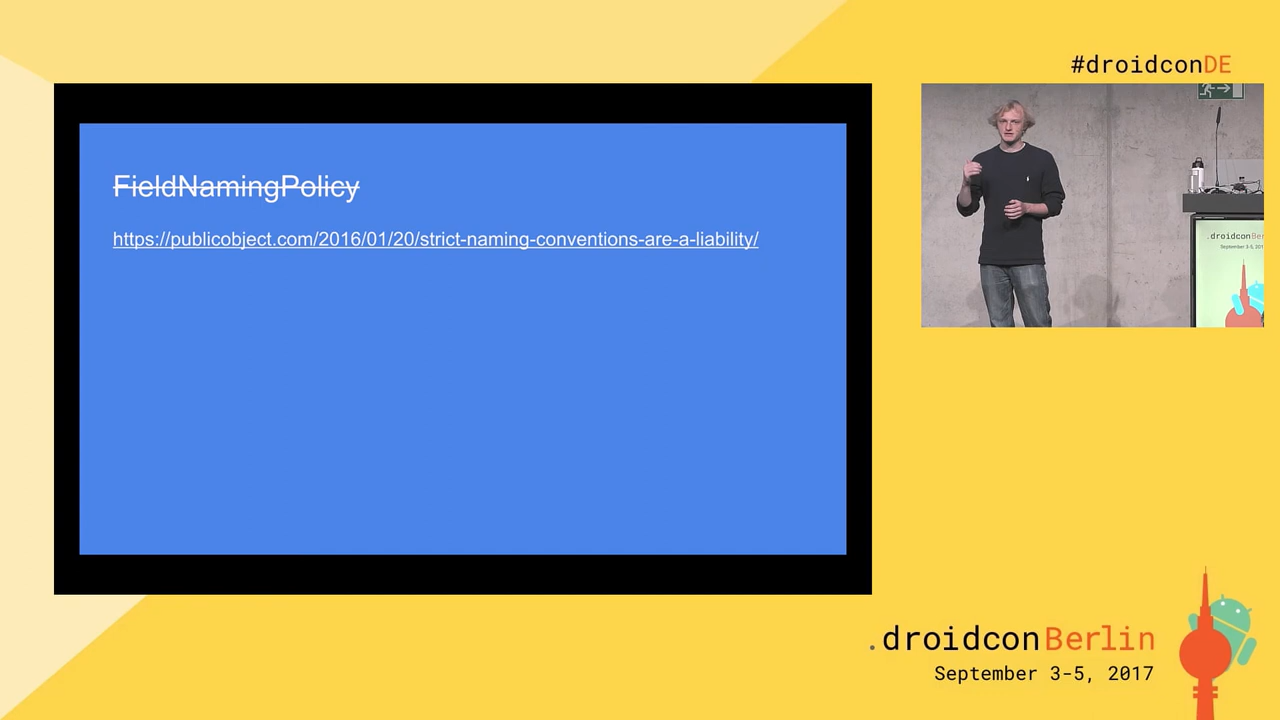 #droidconDE
FieldNamingPolicy
https://publicobject.com/2016/01/20/strict-naming-conventions-are-a-liability/
.droidconBerlin
September 3-5, 2017